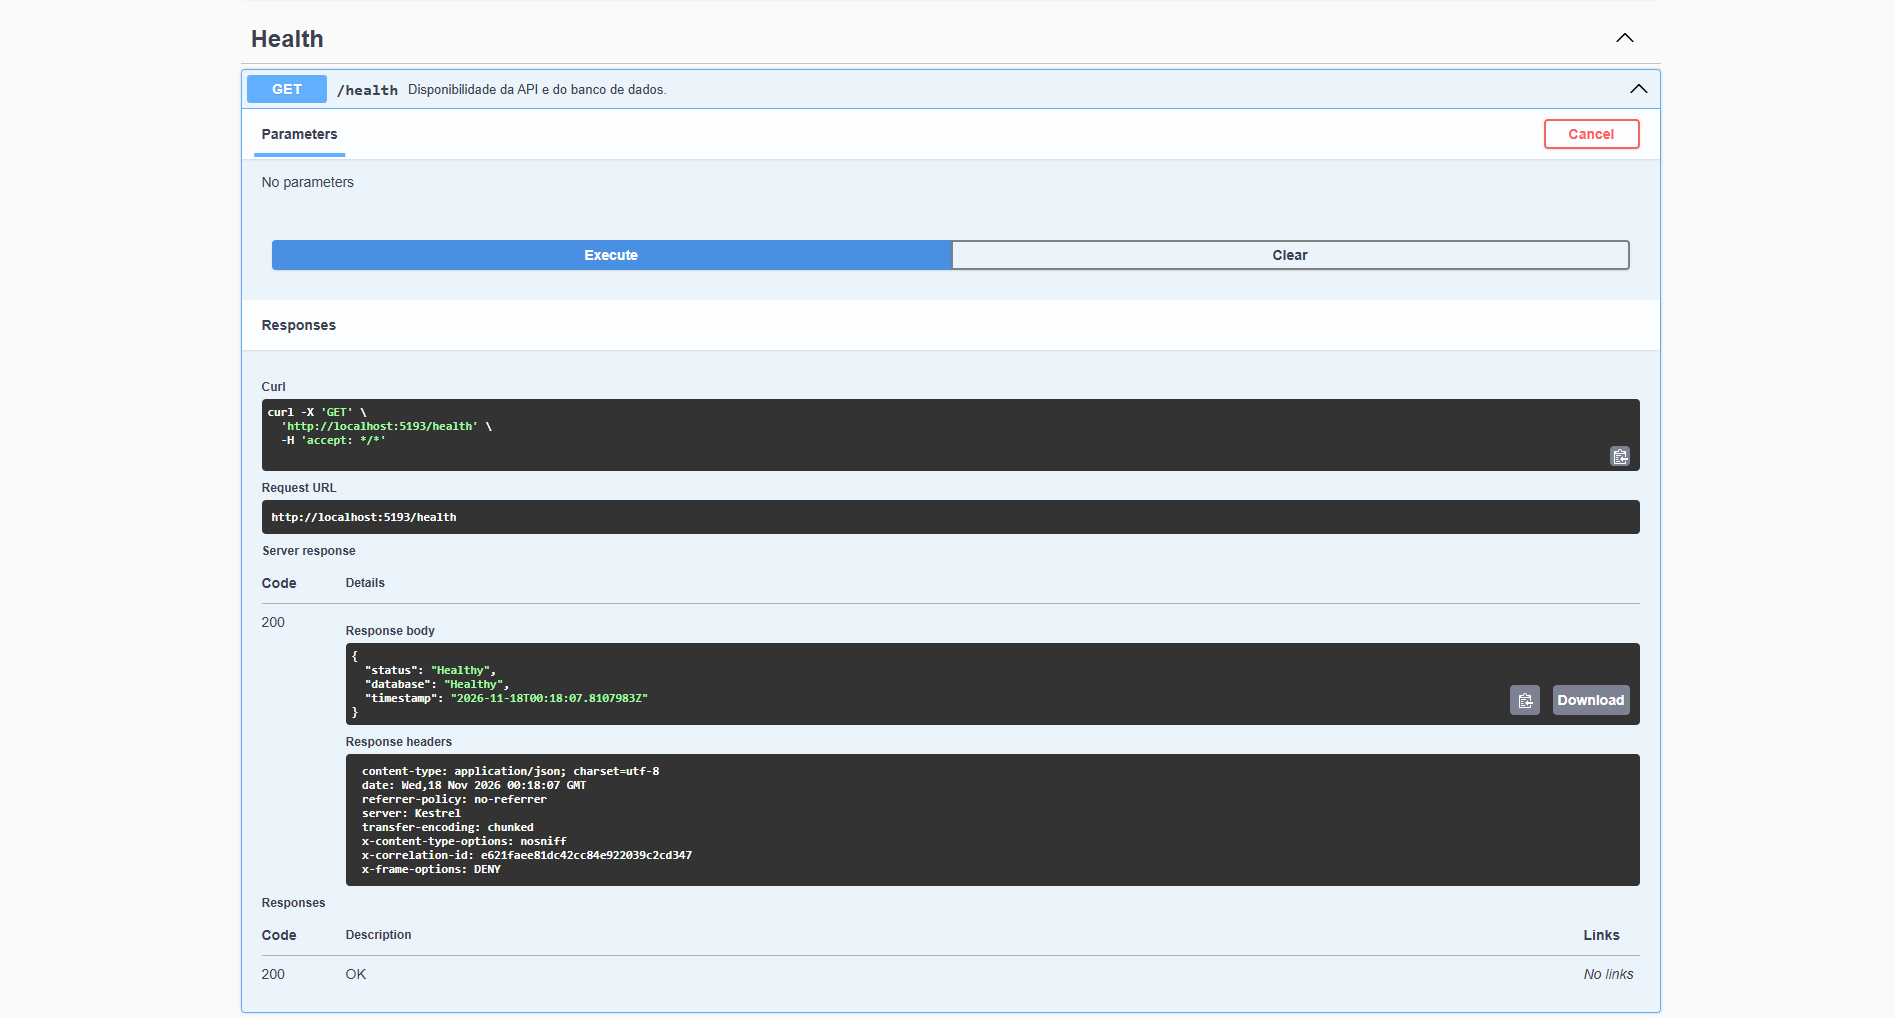 Health
GET /health Disponibilidade da API e do banco de dados.
Parameters
Cancel
No parameters
Execute
Clear
Responses
Curl
curl -X 'GET' \
  'http://localhost:5193/health' \
  -H 'accept: */*'
Request URL
http://localhost:5193/health
Server response
Code Details
200
Response body
{
  "status": "Healthy",
  "database": "Healthy",
  "timestamp": "2026-11-18T00:18:07.8107983Z"
}
Download
Response headers
content-type: application/json; charset=utf-8
date: Wed,18 Nov 2026 00:18:07 GMT
referrer-policy: no-referrer
server: Kestrel
transfer-encoding: chunked
x-content-type-options: nosniff
x-correlation-id: e621faee81dc42cc84e922039c2cd347
x-frame-options: DENY
Responses
Code Description Links
200 OK No links